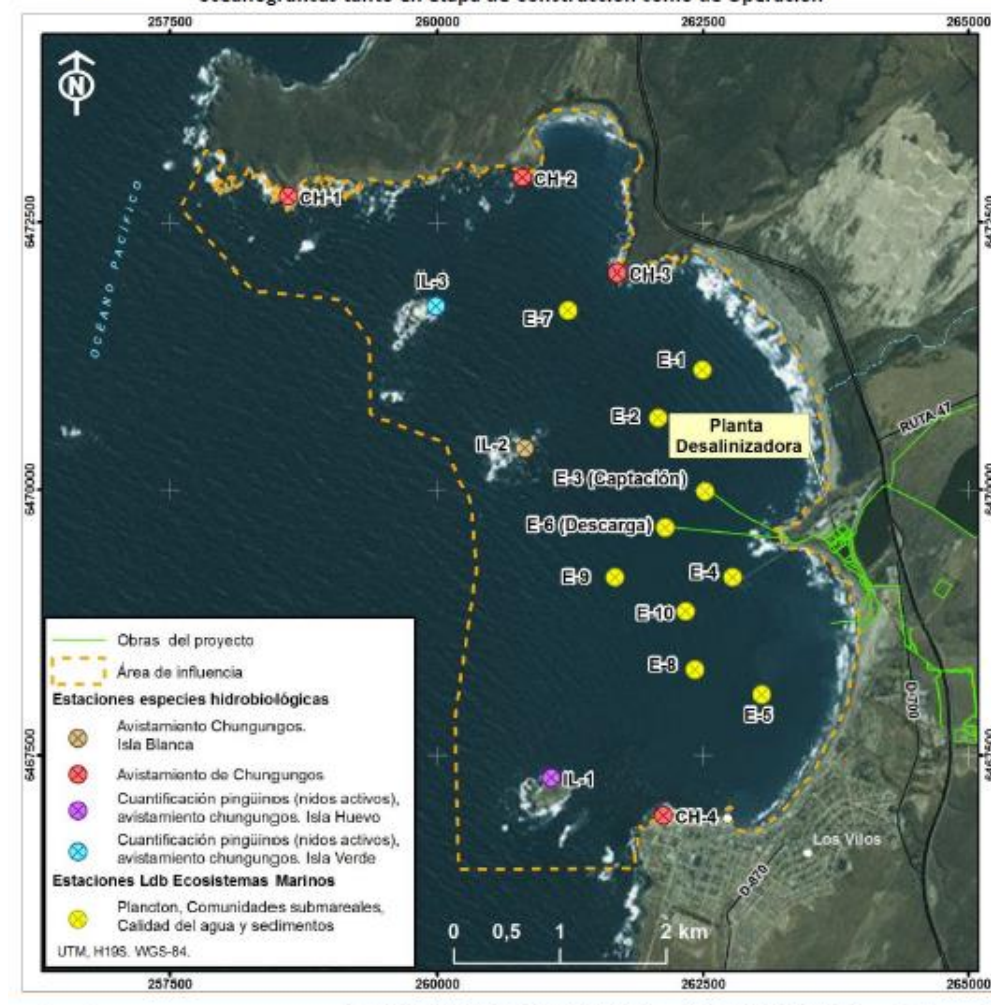 oceanográficas tanto en etapa de construcción como de Operación
257500
260000
262500
265000
N
OCÉANO PACÍFICO
6472500
6470000
6467500
6472500
6470000
6467500
CH-1
CH-2
CH-3
IL-3
E-7
E-1
E-2
Planta
Desalinizadora
RUTA 47
IL-2
E-3 (Captación)
E-6 (Descarga)
E-9
E-4
E-10
E-8
E-5
D-700
IL-1
CH-4
Los Vilos
D-870
Obras del proyecto
Área de influencia
Estaciones especies hidrobiológicas
Avistamiento Chungungos.
Isla Blanca
Avistamiento de Chungungos
Cuantificación pingüinos (nidos activos),
avistamiento chungungos. Isla Huevo
Cuantificación pingüinos (nidos activos),
avistamiento chungungos. Isla Verde
Estaciones Ldb Ecosistemas Marinos
Plancton, Comunidades submareales,
Calidad del agua y sedimentos
UTM, H19S. WGS-84.
0 0,5 1 2 km
257500
260000
262500
265000